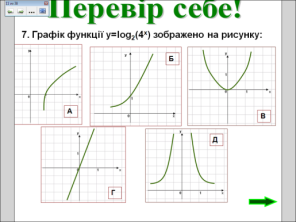 Перевір себе!
7. Графік функції y=log₂(4ˣ) зображено на рисунку:
Б
А
В
Г
Д